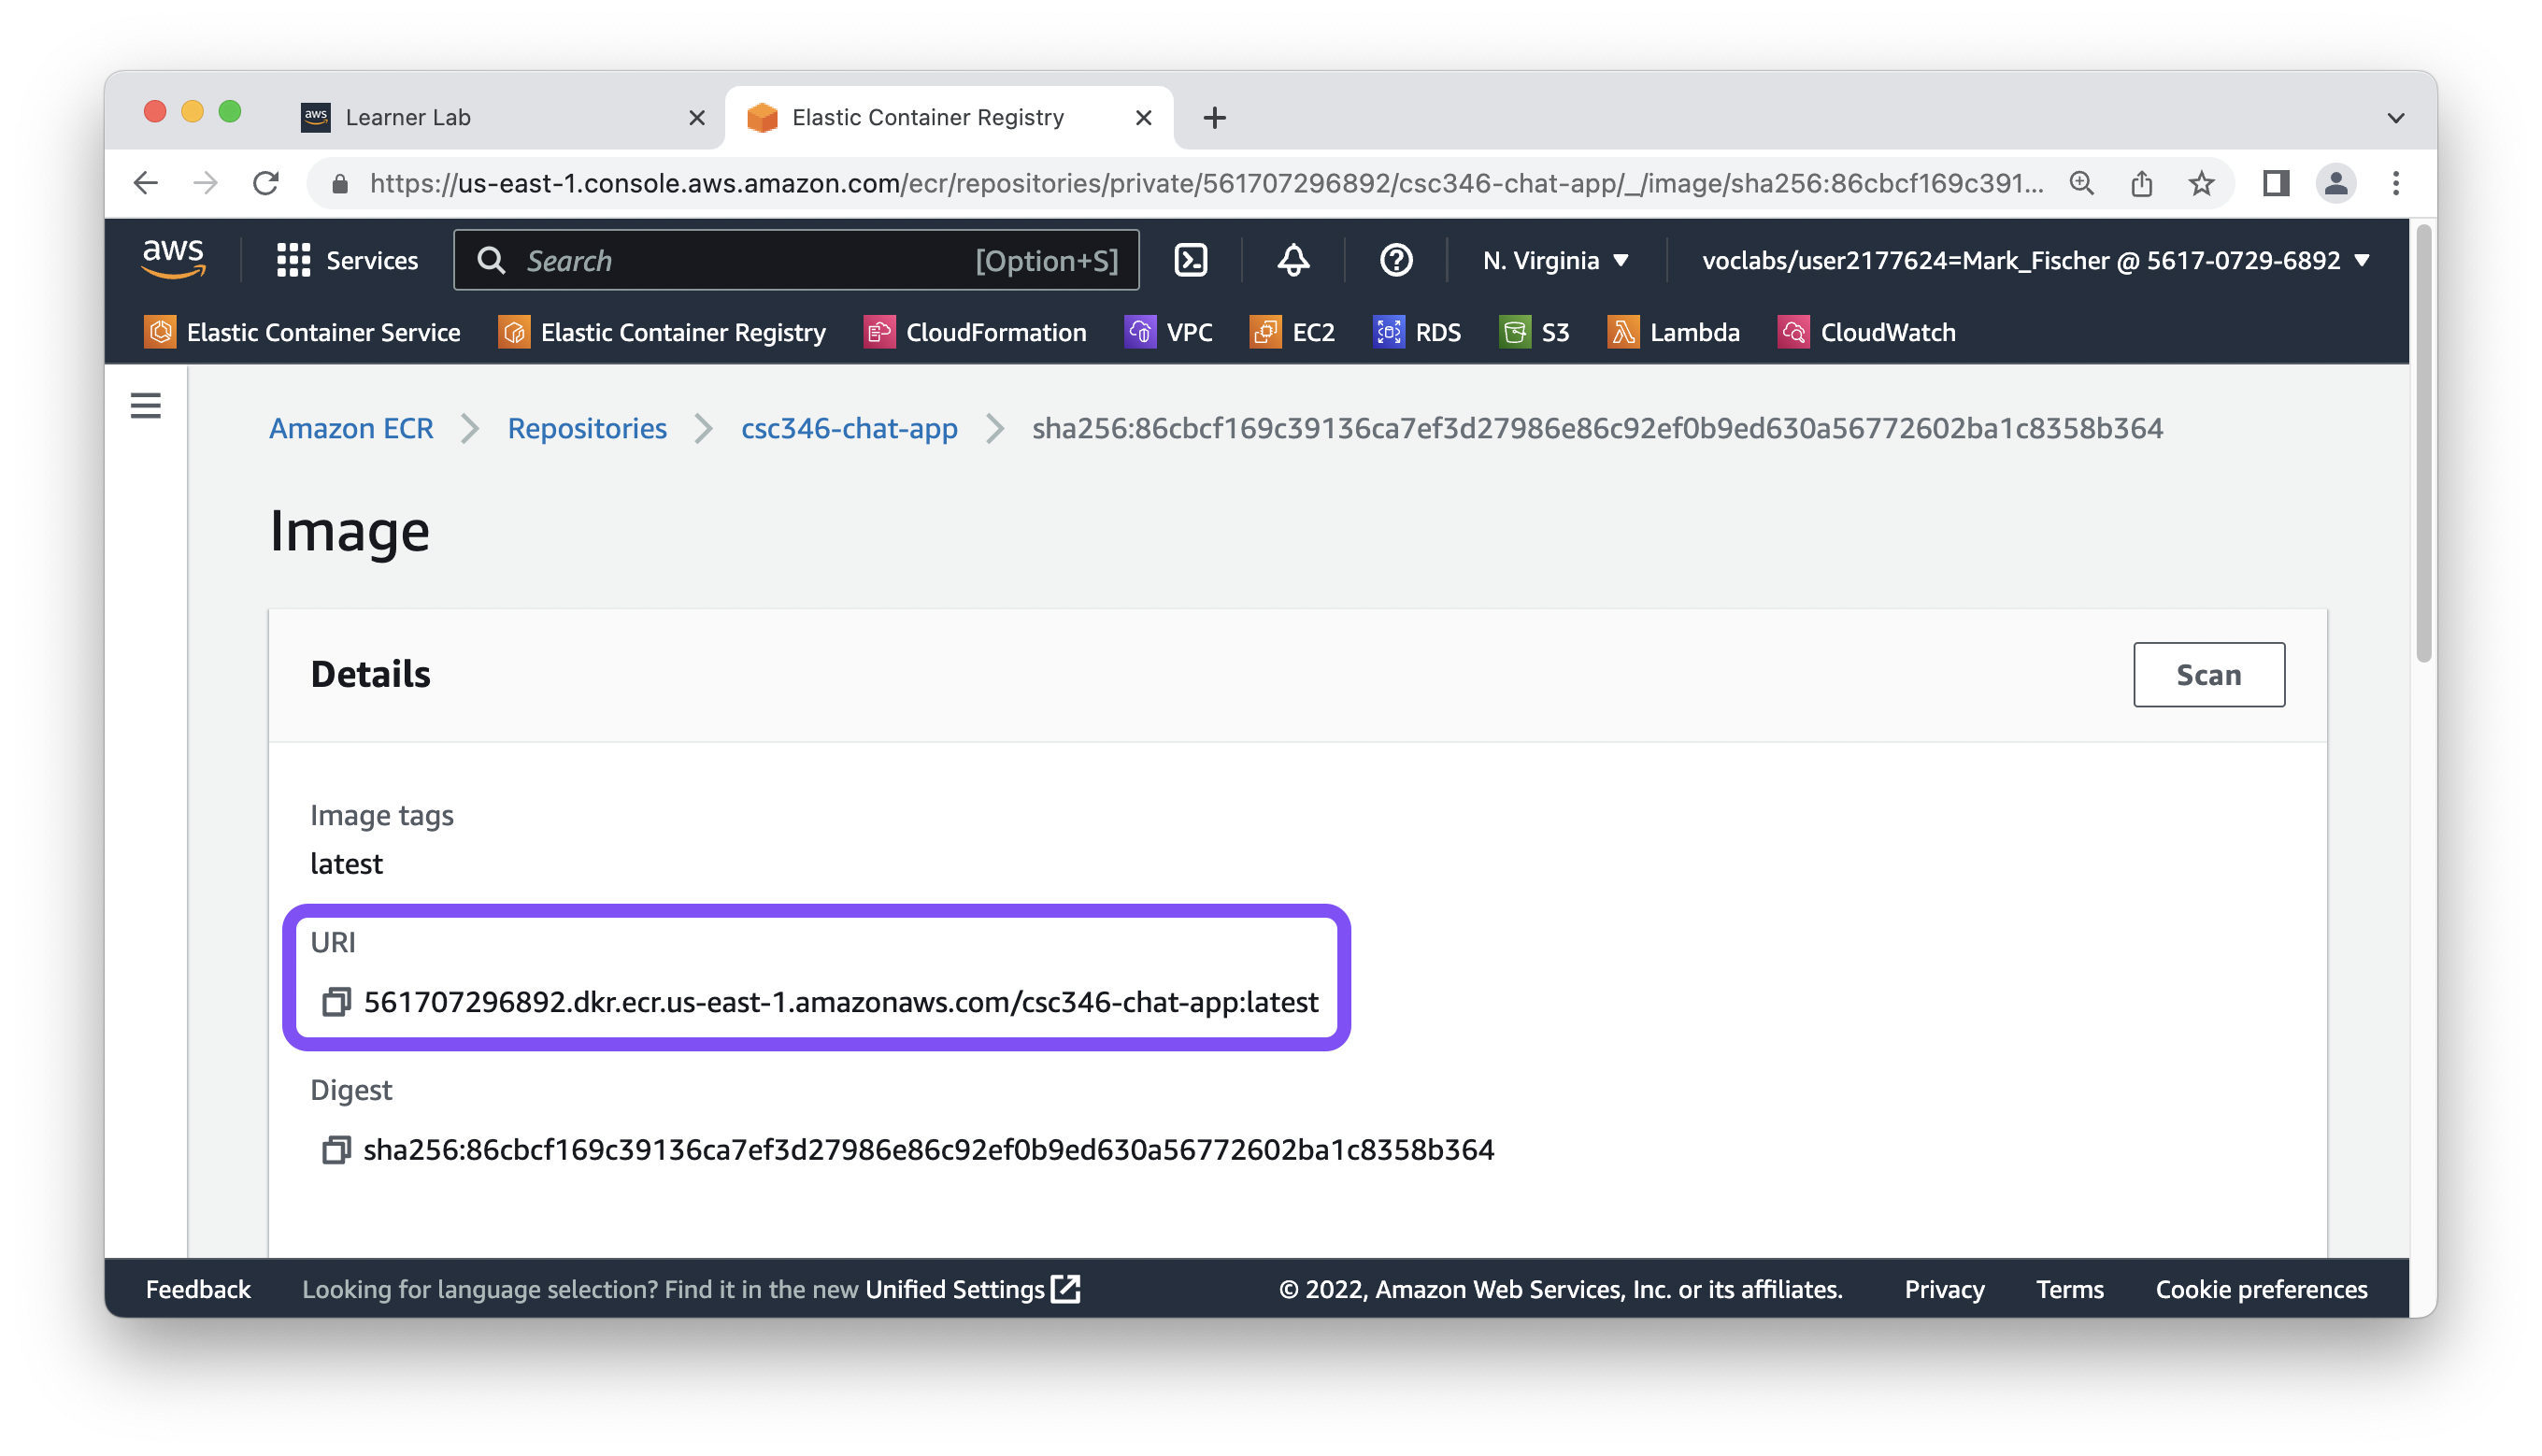 aws Learner Lab Elastic Container Registry
https://us-east-1.console.aws.amazon.com/ecr/repositories/private/561707296892/csc346-chat-app/_/image/sha256:86cbcf169c391...
aws Services Search [Option+S] N. Virginia voclabs/user2177624=Mark_Fischer @ 5617-0729-6892
Elastic Container Service Elastic Container Registry CloudFormation VPC EC2 RDS S3 Lambda CloudWatch
Amazon ECR Repositories csc346-chat-app sha256:86cbcf169c39136ca7ef3d27986e86c92ef0b9ed630a56772602ba1c8358b364
Image
Details Scan
Image tags
latest
URI
561707296892.dkr.ecr.us-east-1.amazonaws.com/csc346-chat-app:latest
Digest
sha256:86cbcf169c39136ca7ef3d27986e86c92ef0b9ed630a56772602ba1c8358b364
Feedback Looking for language selection? Find it in the new Unified Settings © 2022, Amazon Web Services, Inc. or its affiliates. Privacy Terms Cookie preferences